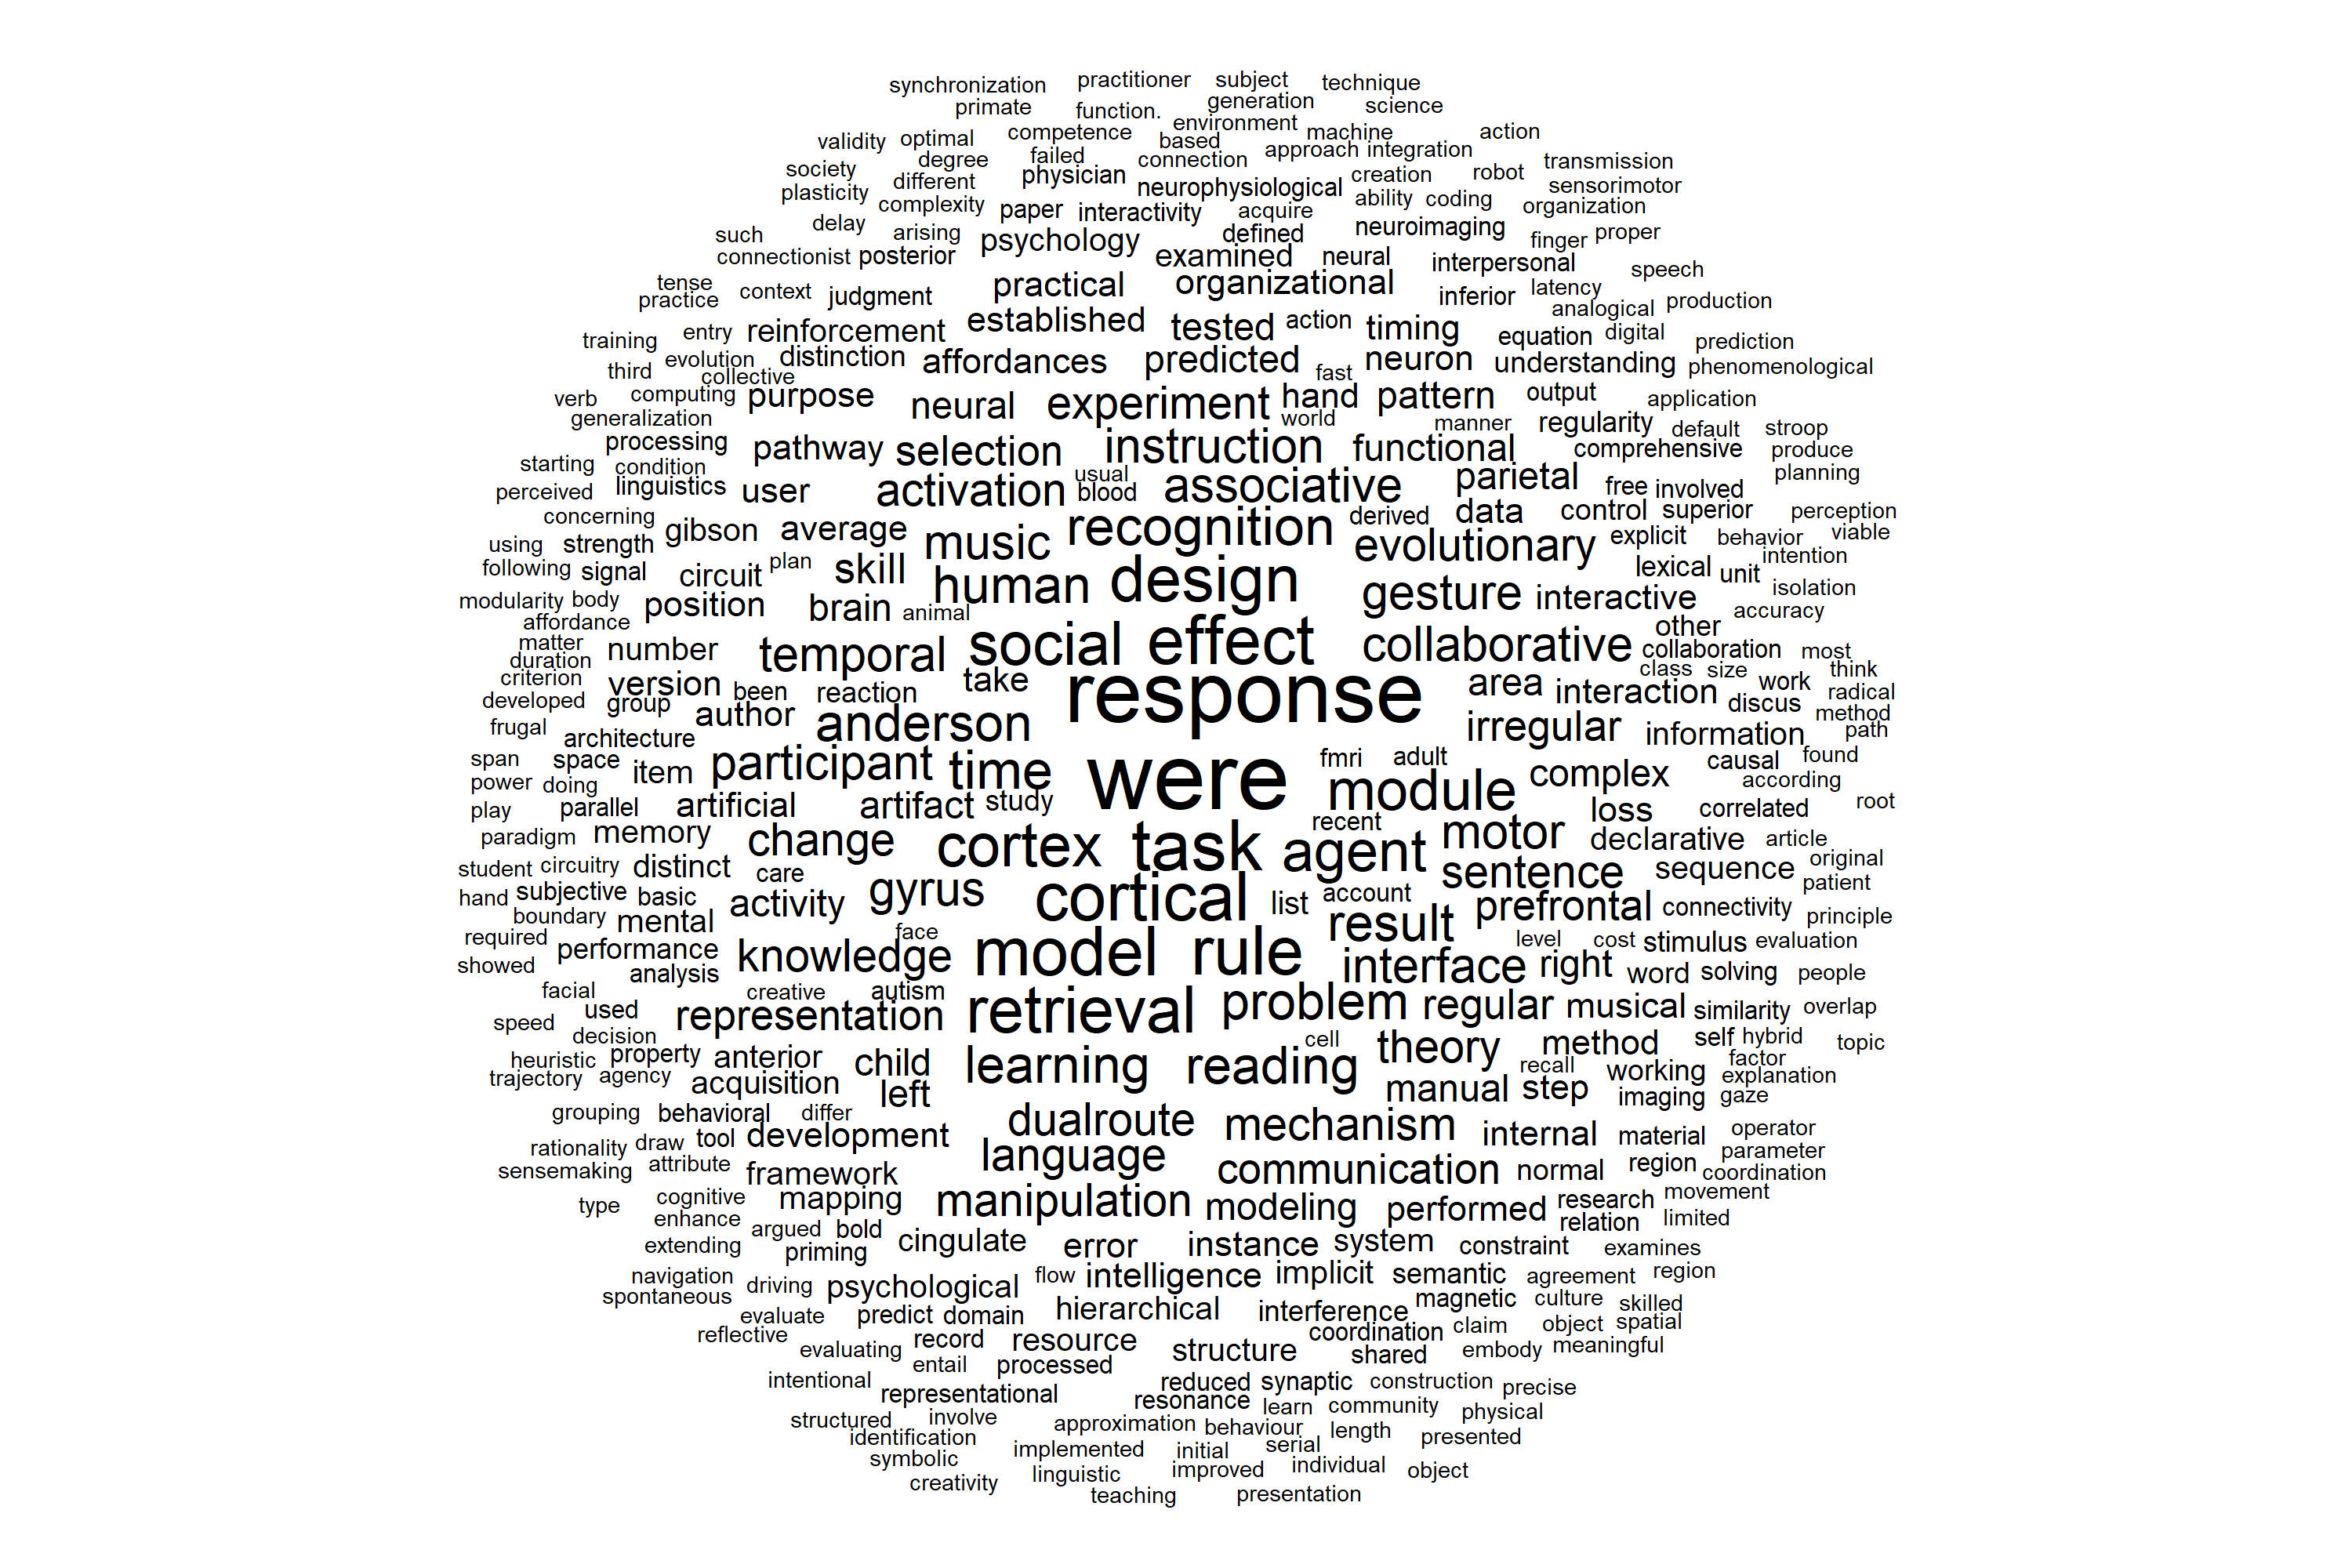 synchronization practitioner subject technique
primate function. generation science
validity optimal competence based environment machine action
society degree failed connection approach integration transmission
plasticity different physician neurophysiological creation robot sensorimotor
complexity paper interactivity acquire ability coding organization
such delay arising psychology defined neuroimaging finger proper
connectionist posterior examined neural interpersonal speech
tense practice context judgment practical organizational inferior latency analogical production
training entry reinforcement established tested action timing equation digital prediction
third evolution collective distinction affordances predicted fast neuron understanding phenomenological
verb computing purpose neural experiment hand pattern output application
generalization world manner regularity default stroop
processing pathway selection instruction functional comprehensive produce
starting condition usual planning
perceived linguistics user activation blood associative parietal free involved
concerning gibson average music recognition derived data control superior perception
using strength evolutionary explicit behavior viable
following signal circuit plan skill human design lexical unit intention
modularity body position brain animal gesture interactive isolation
affordance accuracy
matter number temporal social effect collaborative other collaboration most
duration class size think
criterion version been reaction take response area interaction work radical
developed group author anderson discus method
frugal architecture irregular information path
span space item participant time were fmri adult complex causal found
power doing module according
play parallel artificial artifact study loss correlated root
paradigm memory change cortex task recent agent motor declarative article
student circuitry distinct care sentence sequence original
hand subjective basic activity gyrus cortical list account prefrontal connectivity patient
boundary mental result principle
required performance face level cost stimulus evaluation
showed analysis knowledge model rule interface right word solving people
facial creative autism
speed used representation retrieval problem regular musical similarity overlap
decision cell self hybrid
heuristic property anterior child learning reading theory method factor topic
trajectory agency acquisition left recall working explanation
manual step imaging gaze
grouping behavioral differ dualroute mechanism
rationality draw tool development internal material operator
sensemaking attribute framework language communication normal region parameter coordination
type cognitive mapping manipulation modeling performed research movement
enhance argued bold relation limited
extending priming cingulate error instance system constraint examines
navigation driving psychological flow intelligence implicit semantic agreement region
spontaneous evaluate predict domain hierarchical interference magnetic culture skilled
reflective record resource coordination claim object spatial
evaluating entail processed structure shared embody meaningful
intentional representational reduced synaptic construction precise
resonance learn community
structured involve approximation behaviour length physical
identification implemented initial serial presented
symbolic linguistic improved individual object
creativity teaching presentation